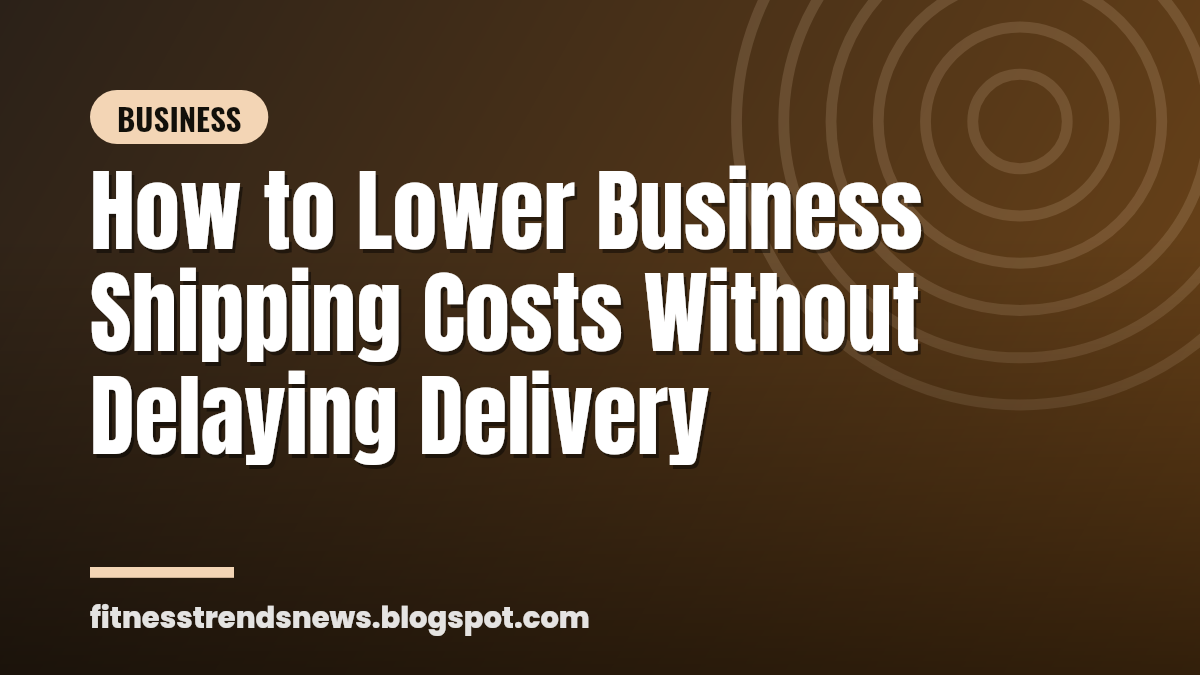 BUSINESS
How to Lower Business
Shipping Costs Without
Delaying Delivery
fitnesstrendsnews.blogspot.com